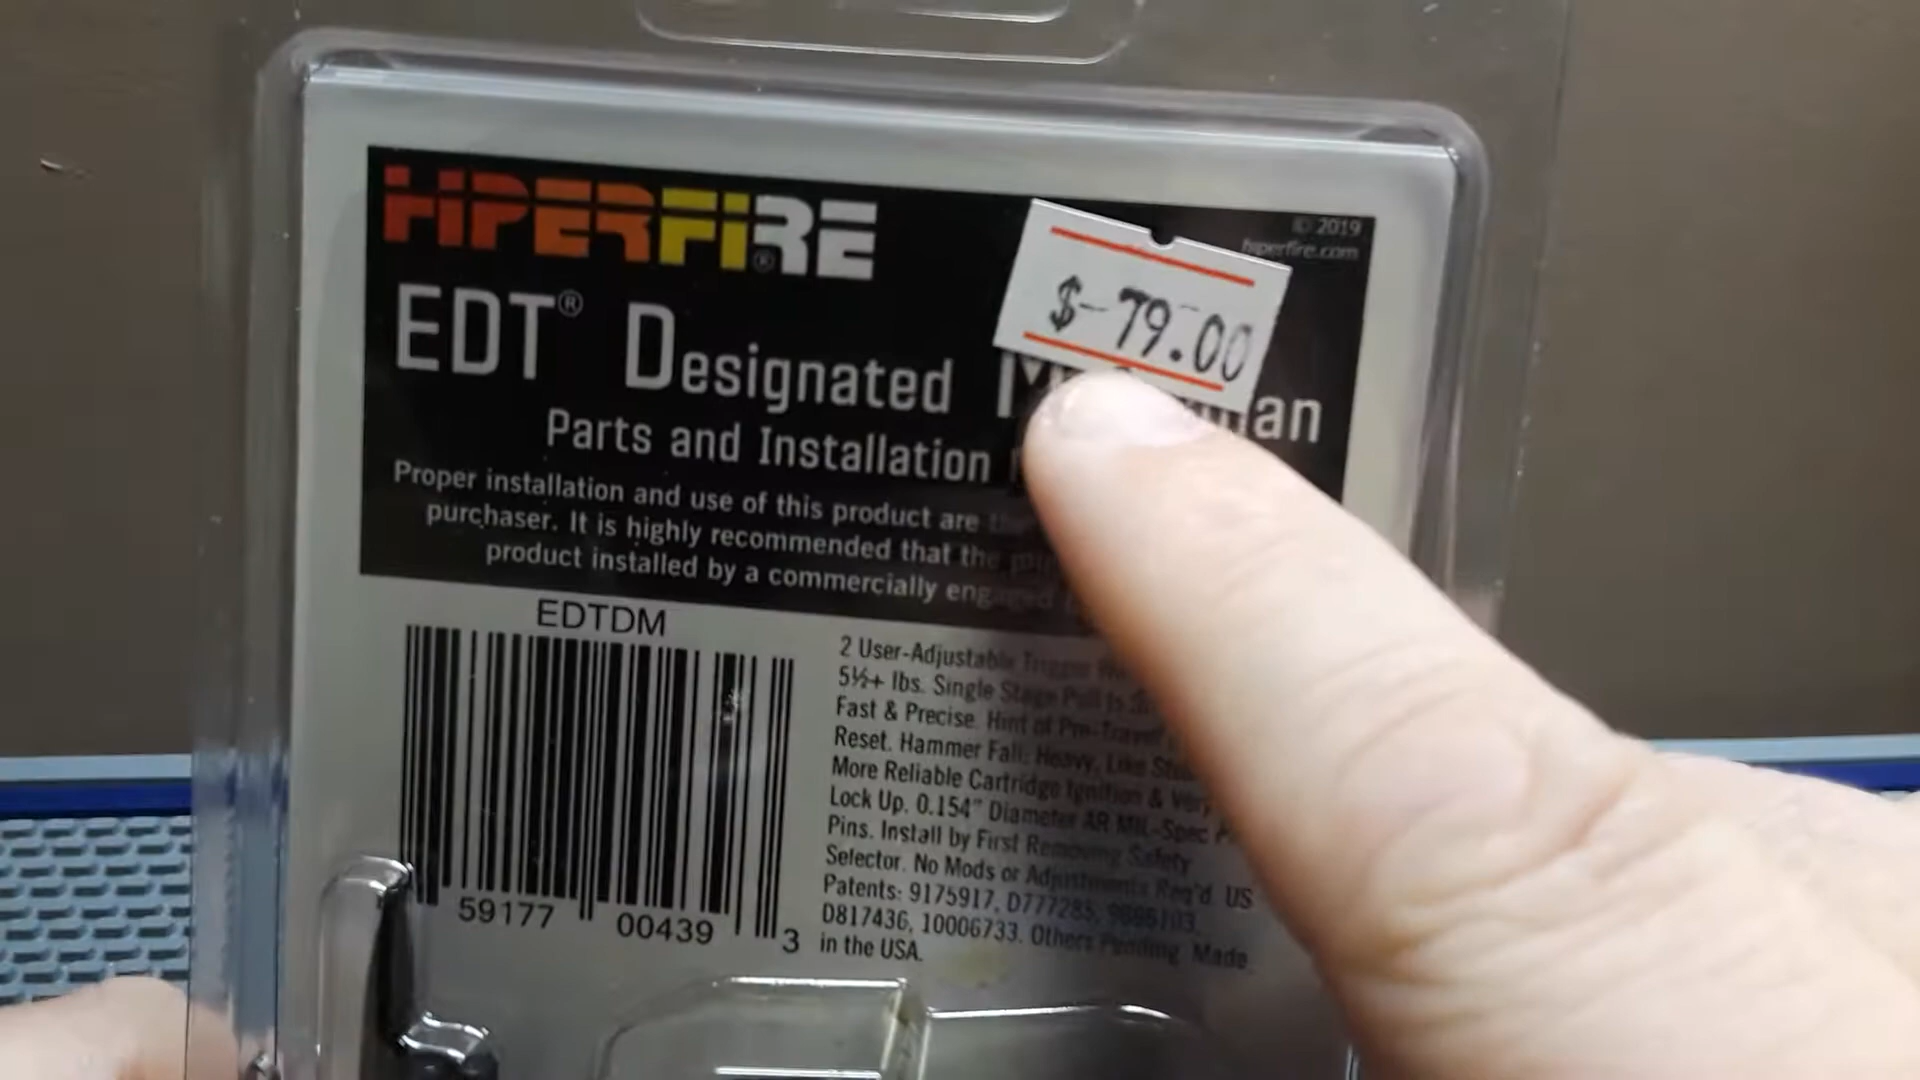 HIPERFIRE®
© 2019
hiperfire.com
$-79.00
EDT® Designated
Parts and Installation
Proper installation and use of this product are
purchaser. It is highly recommended that the
product installed by a commercially engaged
EDTDM
59177 00439 3
2 User-Adjustable Trigger
5½+ lbs. Single Stage Pull is
Fast & Precise. Hint of Pre-Travel
Reset. Hammer Fall: Heavy, Like
More Reliable Cartridge Ignition & Very
Lock Up. 0.154" Diameter AR MIL-Spec
Pins. Install by First Removing Safety
Selector. No Mods or Adjustments Req'd. US
Patents: 9175917, D777285,
D817436, 10006733. Others Pending. Made
in the USA.